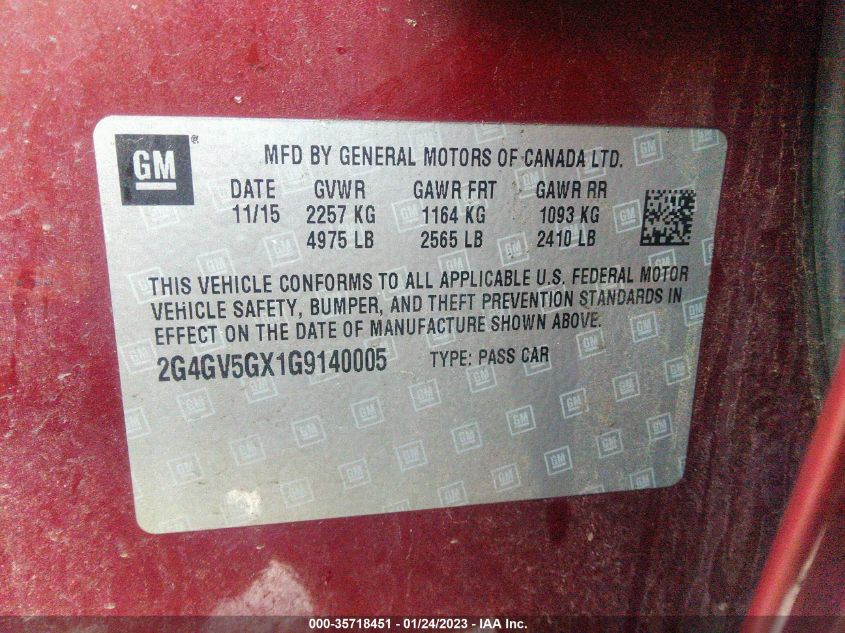 GM ®
MFD BY GENERAL MOTORS OF CANADA LTD.
DATE GVWR GAWR FRT GAWR RR
11/15 2257 KG 1164 KG 1093 KG
4975 LB 2565 LB 2410 LB
THIS VEHICLE CONFORMS TO ALL APPLICABLE U.S. FEDERAL MOTOR
VEHICLE SAFETY, BUMPER, AND THEFT PREVENTION STANDARDS IN
EFFECT ON THE DATE OF MANUFACTURE SHOWN ABOVE.
2G4GV5GX1G9140005 TYPE: PASS CAR
000-35718451 - 01/24/2023 - IAA Inc.